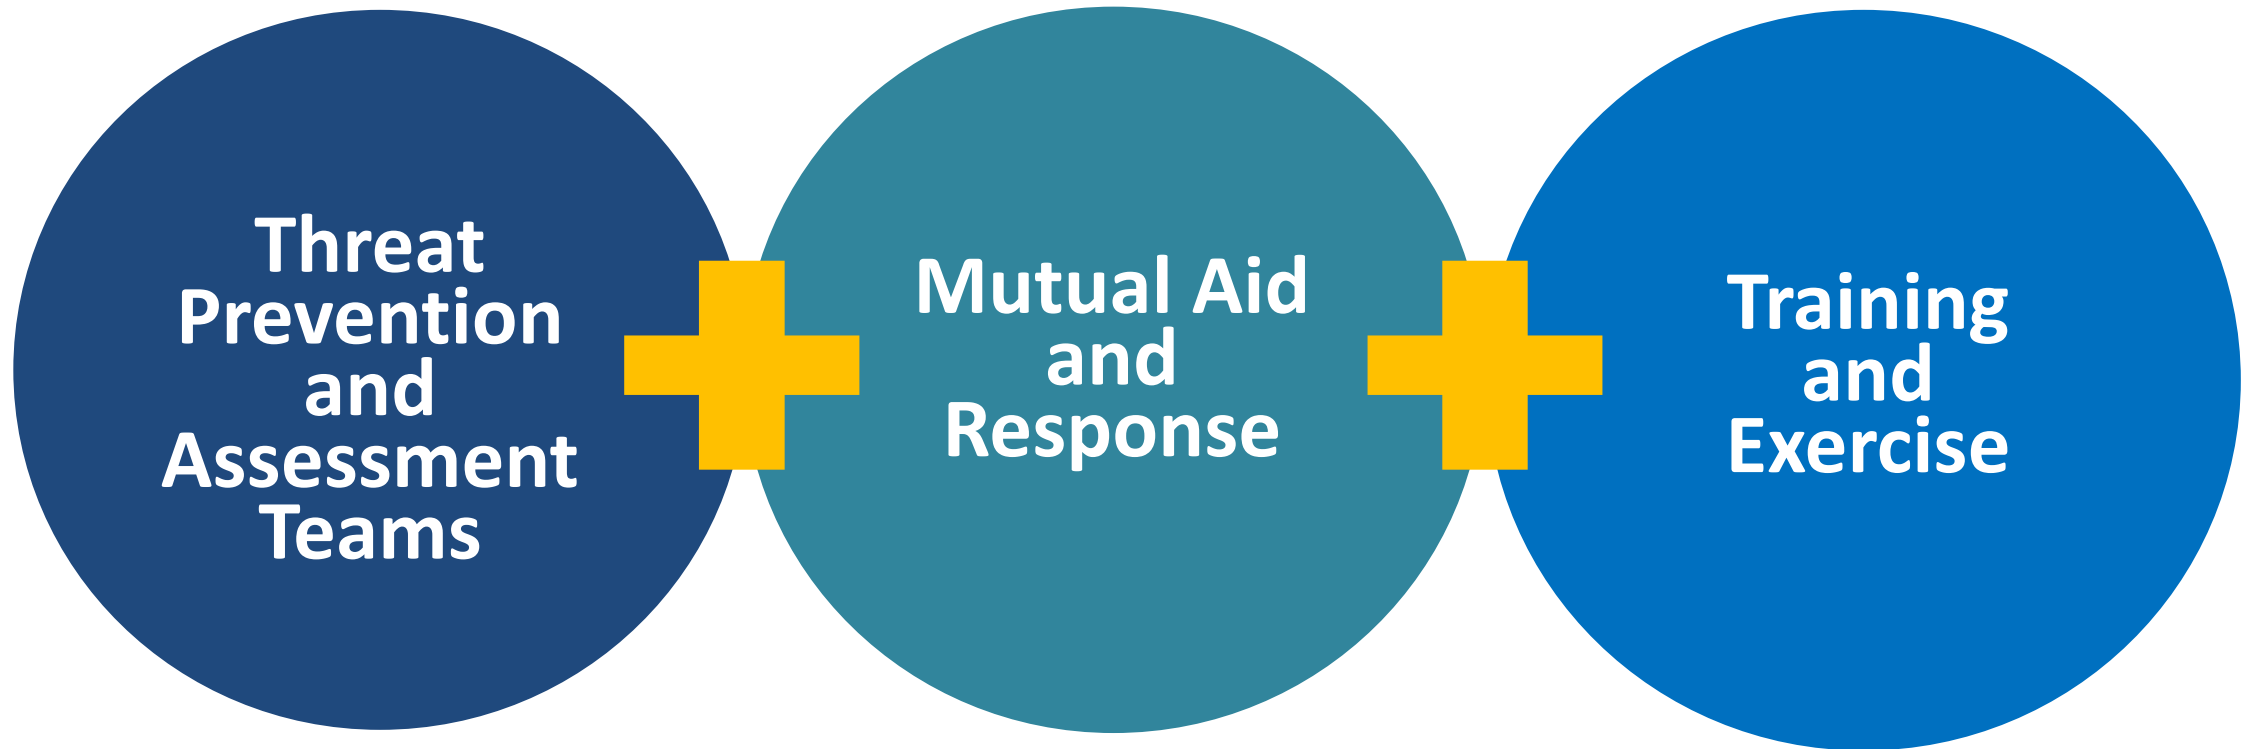 Threat
Prevention
and
Assessment
Teams
Mutual Aid
and
Response
Training
and
Exercise